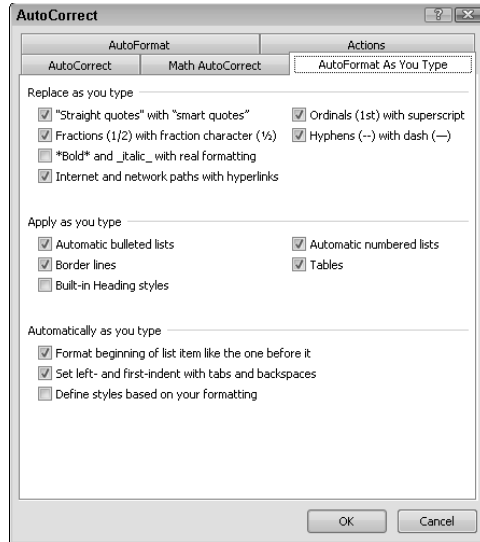 AutoCorrect
AutoFormat Actions
AutoCorrect Math AutoCorrect AutoFormat As You Type
Replace as you type
"Straight quotes" with “smart quotes” Ordinals (1st) with superscript
Fractions (1/2) with fraction character (½) Hyphens (--) with dash (—)
*Bold* and _italic_ with real formatting
Internet and network paths with hyperlinks
Apply as you type
Automatic bulleted lists Automatic numbered lists
Border lines Tables
Built-in Heading styles
Automatically as you type
Format beginning of list item like the one before it
Set left- and first-indent with tabs and backspaces
Define styles based on your formatting
OK Cancel